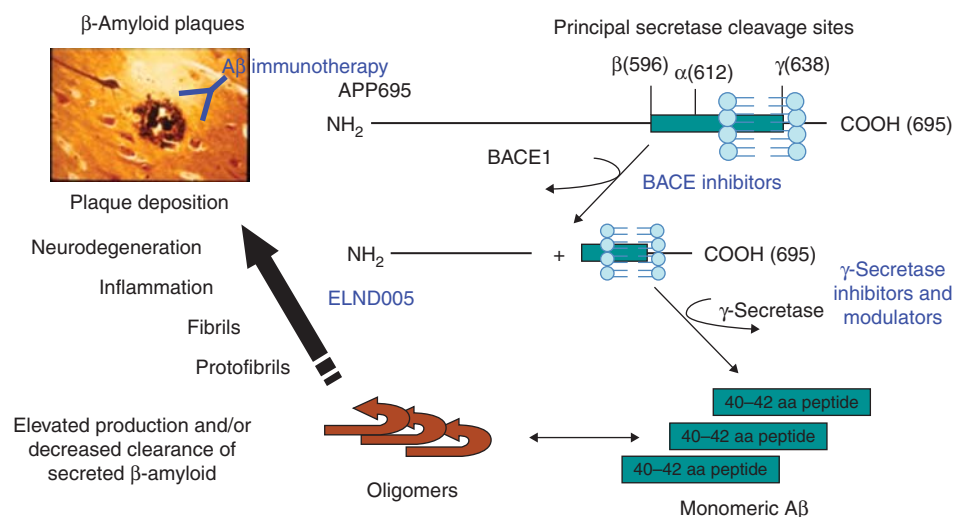 β-Amyloid plaques
Aβ immunotherapy
Principal secretase cleavage sites
β(596)
α(612)
γ(638)
APP695
NH2
COOH (695)
BACE1
BACE inhibitors
Plaque deposition
Neurodegeneration
Inflammation
Fibrils
Protofibrils
NH2
+
COOH (695)
ELND005
γ-Secretase
γ-Secretase
inhibitors and
modulators
Elevated production and/or
decreased clearance of
secreted β-amyloid
Oligomers
40–42 aa peptide
40–42 aa peptide
40–42 aa peptide
Monomeric Aβ